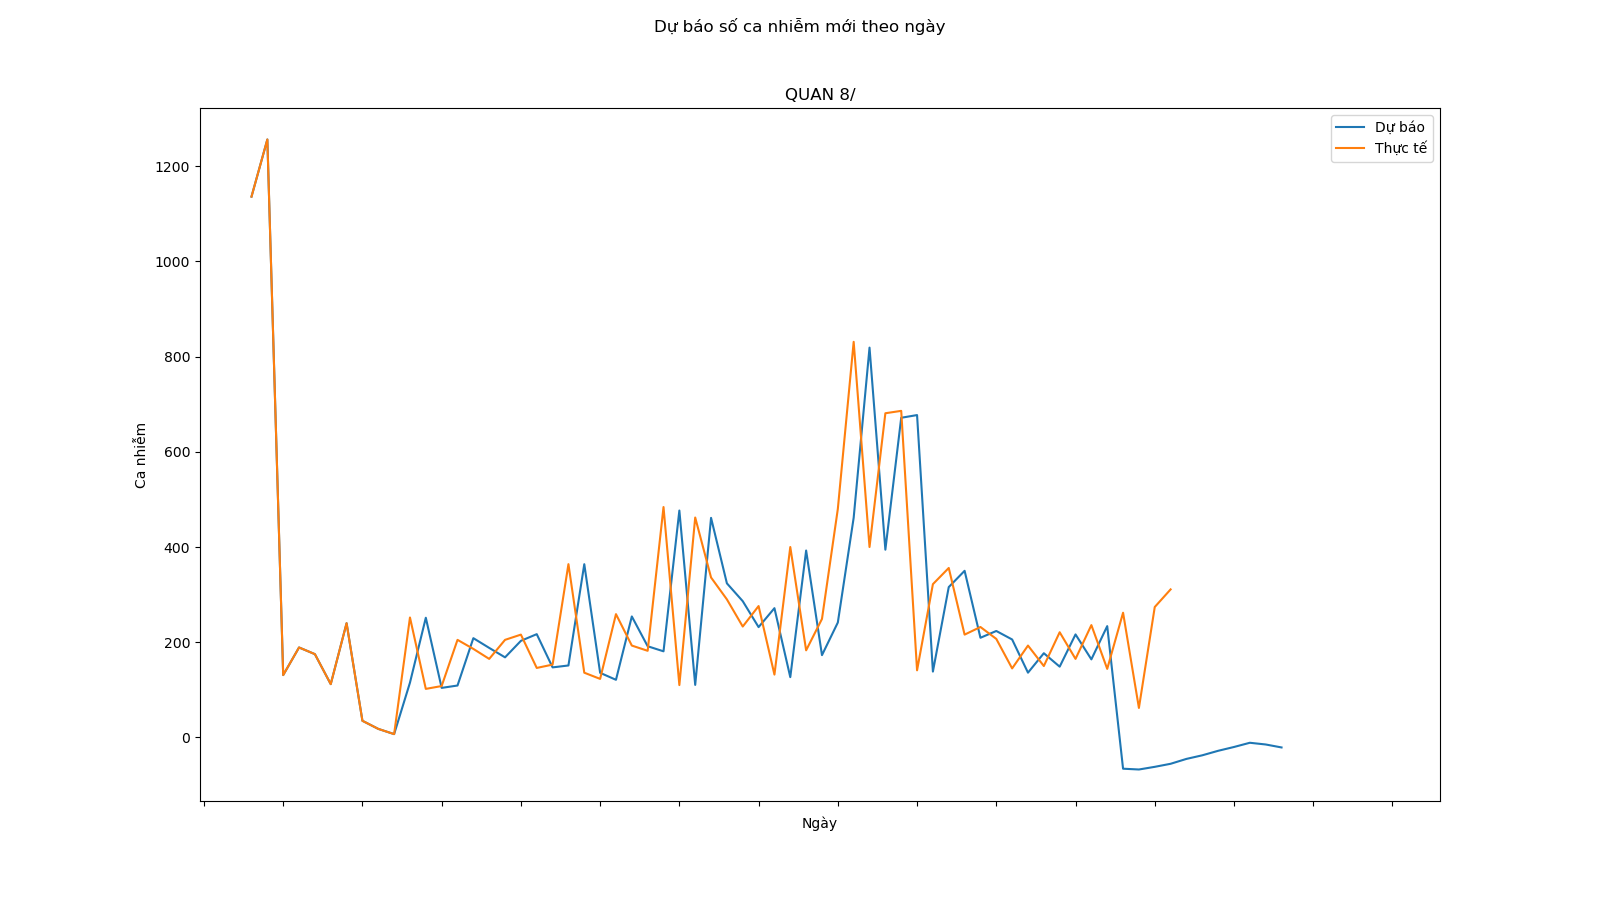 Dự báo số ca nhiễm mới theo ngày
QUAN 8/
Dự báo
Thực tế
1200
1000
800
600
400
200
0
Ca nhiễm
Ngày